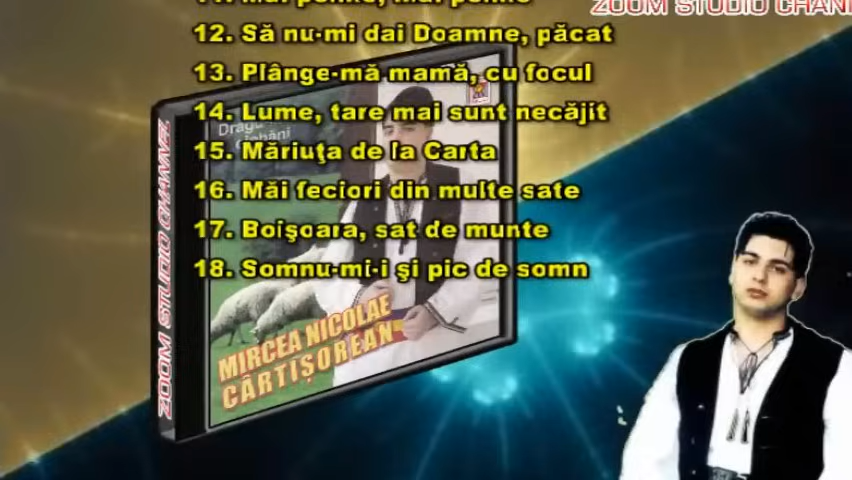 ZOOM STUDIO CHAN
12. Să nu-mi dai Doamne, păcat
13. Plânge-mă mamă, cu focul
14. Lume, tare mai sunt necăjit
15. Măriuţa de la Carta
16. Măi feciori din multe sate
17. Boişoara, sat de munte
18. Somnu-mi-i şi pic de somn
ZOOM STUDIO CHANNEL
MIRCEA NICOLAE
CÂRTIŞOREAN